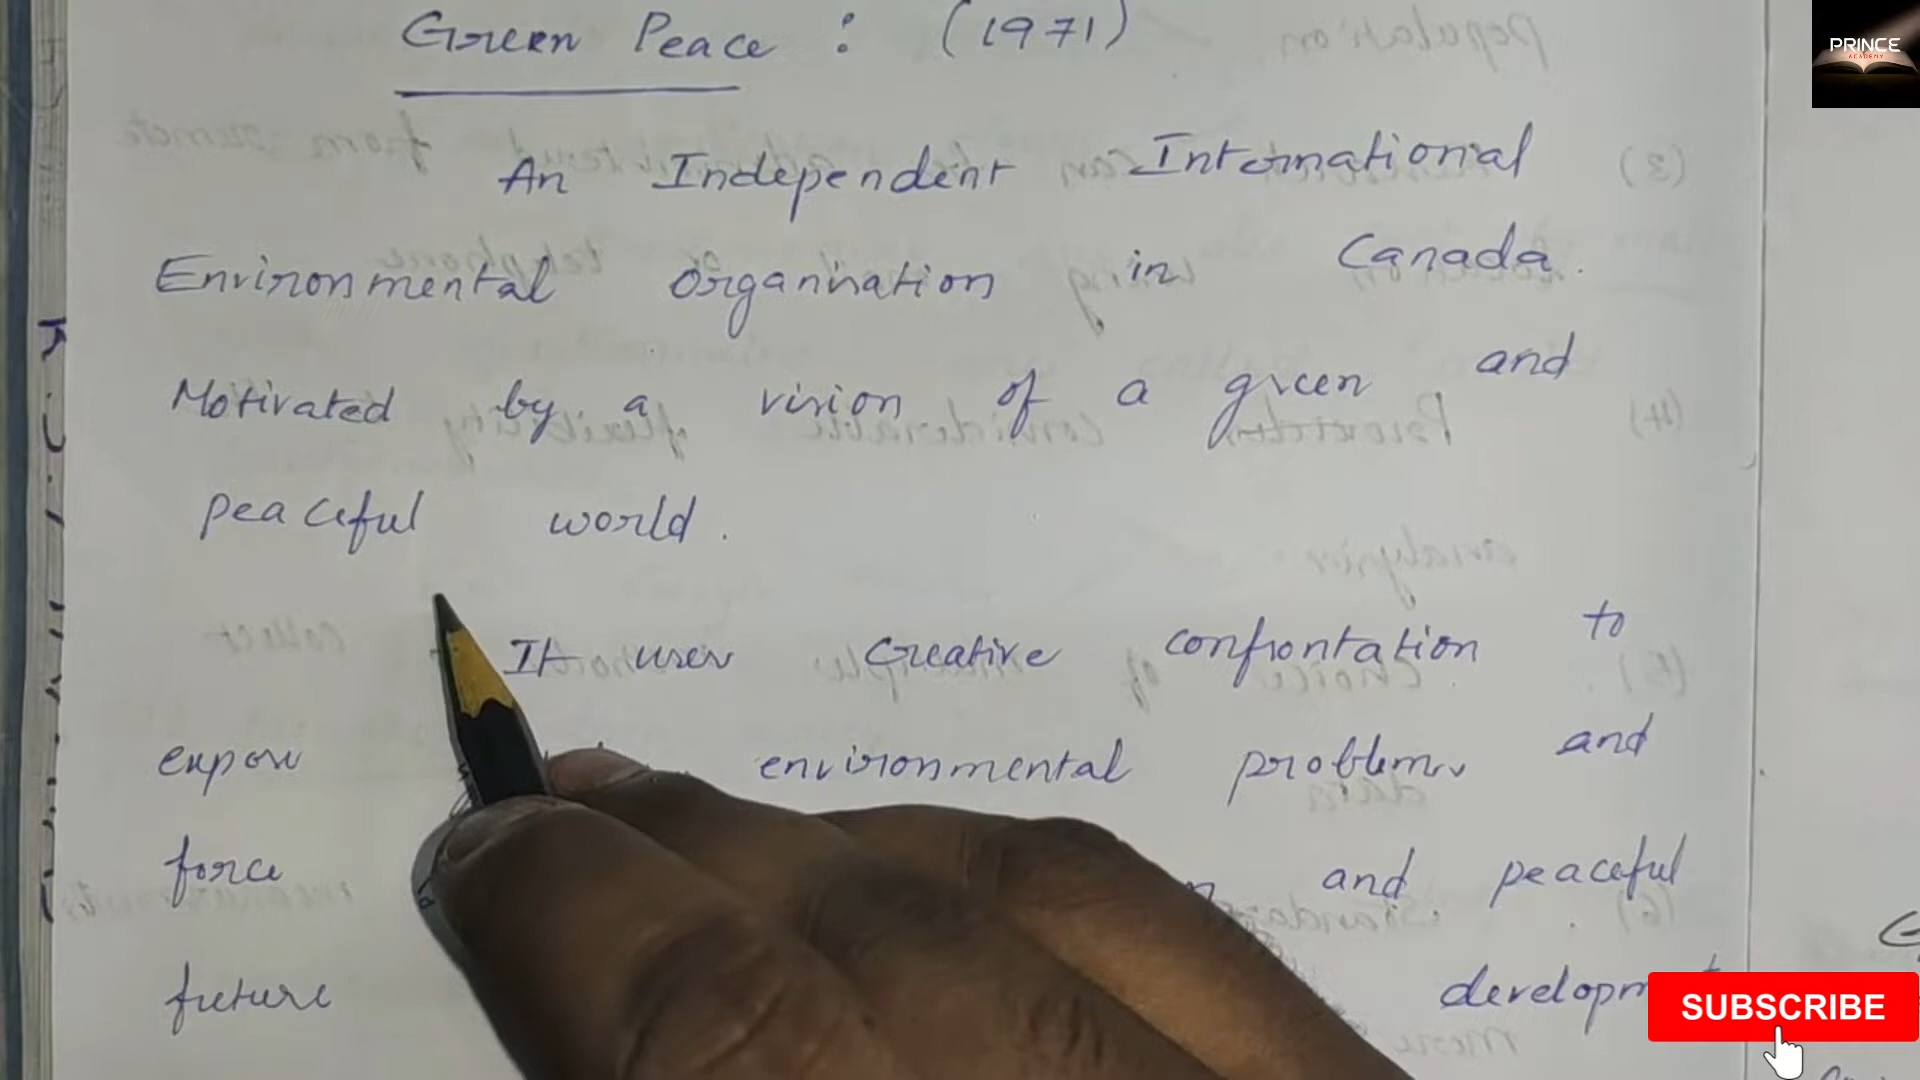 Green Peace : (1971)
An Independent International
Environmental Organisation in Canada.
Motivated by a vision of a green and
peaceful world.
It uses Creative confrontation to
expose environmental problems and
force and peaceful
future
PRINCE
ACADEMY
SUBSCRIBE